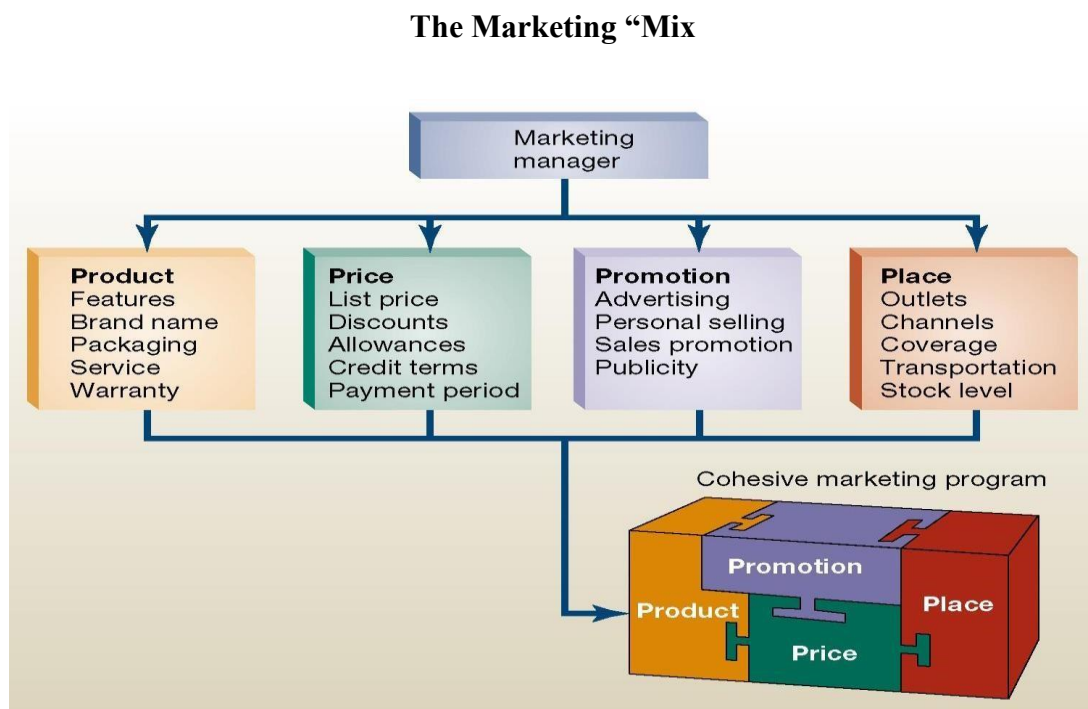 The Marketing “Mix
Marketing
manager
Product
Features
Brand name
Packaging
Service
Warranty
Price
List price
Discounts
Allowances
Credit terms
Payment period
Promotion
Advertising
Personal selling
Sales promotion
Publicity
Place
Outlets
Channels
Coverage
Transportation
Stock level
Cohesive marketing program
Promotion
Product
Place
Price